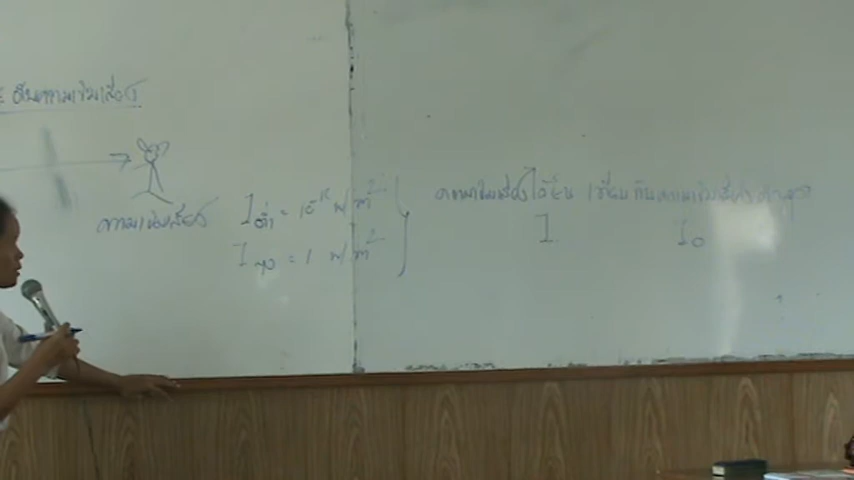 ความเข้มเสียง
ความเข้มเสียง
I ต่ำ = 10⁻¹² W/m²
I สูง = 1 W/m²
ความเข้มเสียงได้ยิน เทียบกับความเข้มเสียงต่ำสุด
I I₀